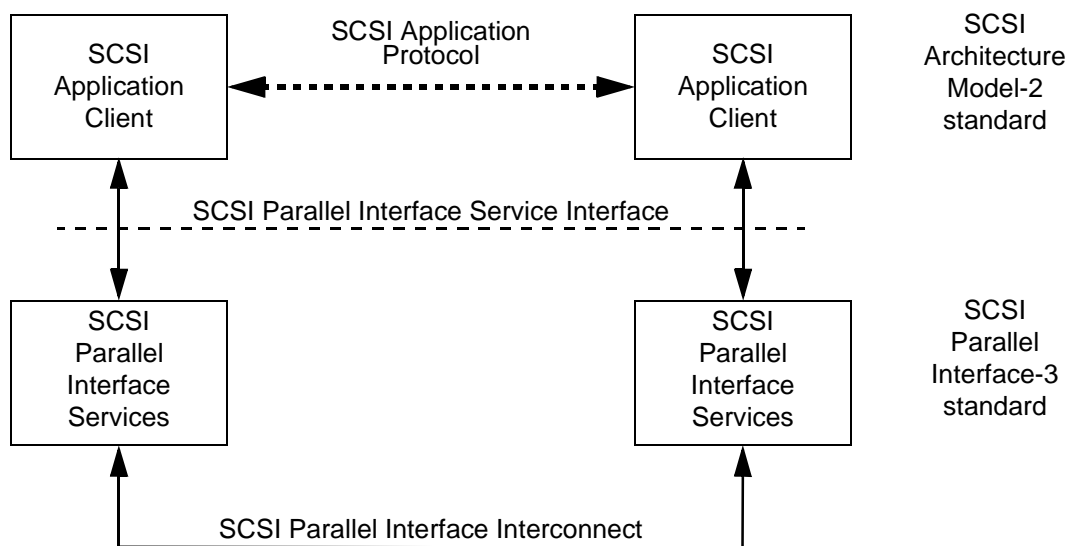 SCSI
Application
Client
SCSI Application
Protocol
SCSI
Application
Client
SCSI
Architecture
Model-2
standard
SCSI Parallel Interface Service Interface
SCSI
Parallel
Interface
Services
SCSI
Parallel
Interface
Services
SCSI
Parallel
Interface-3
standard
SCSI Parallel Interface Interconnect